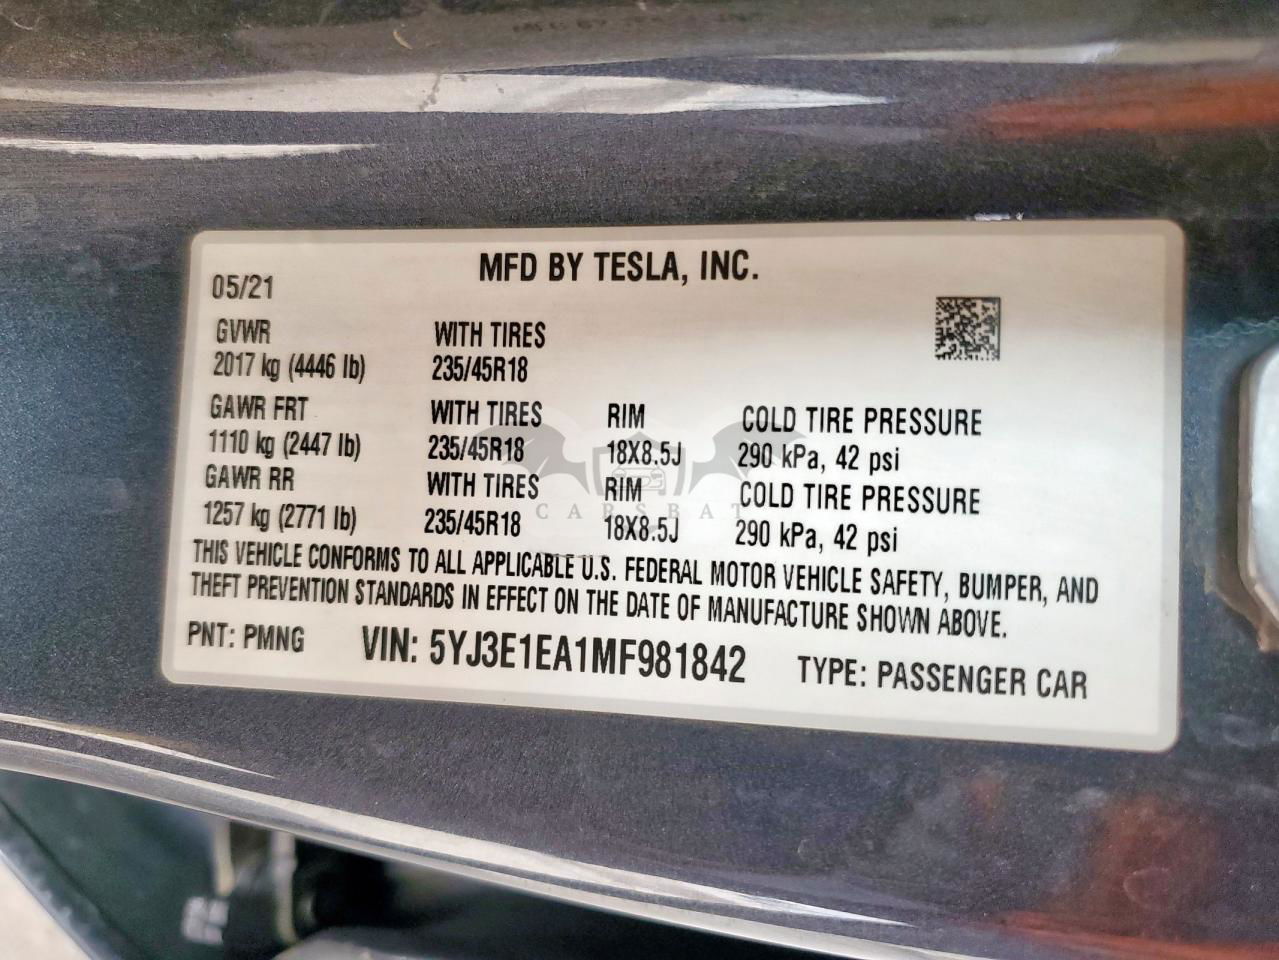 MFD BY TESLA, INC.
05/21
GVWR WITH TIRES
2017 kg (4446 lb) 235/45R18
GAWR FRT WITH TIRES RIM COLD TIRE PRESSURE
1110 kg (2447 lb) 235/45R18 18X8.5J 290 kPa, 42 psi
GAWR RR WITH TIRES RIM COLD TIRE PRESSURE
1257 kg (2771 lb) 235/45R18 18X8.5J 290 kPa, 42 psi
CARSBAT
THIS VEHICLE CONFORMS TO ALL APPLICABLE U.S. FEDERAL MOTOR VEHICLE SAFETY, BUMPER, AND
THEFT PREVENTION STANDARDS IN EFFECT ON THE DATE OF MANUFACTURE SHOWN ABOVE.
PNT: PMNG VIN: 5YJ3E1EA1MF981842 TYPE: PASSENGER CAR